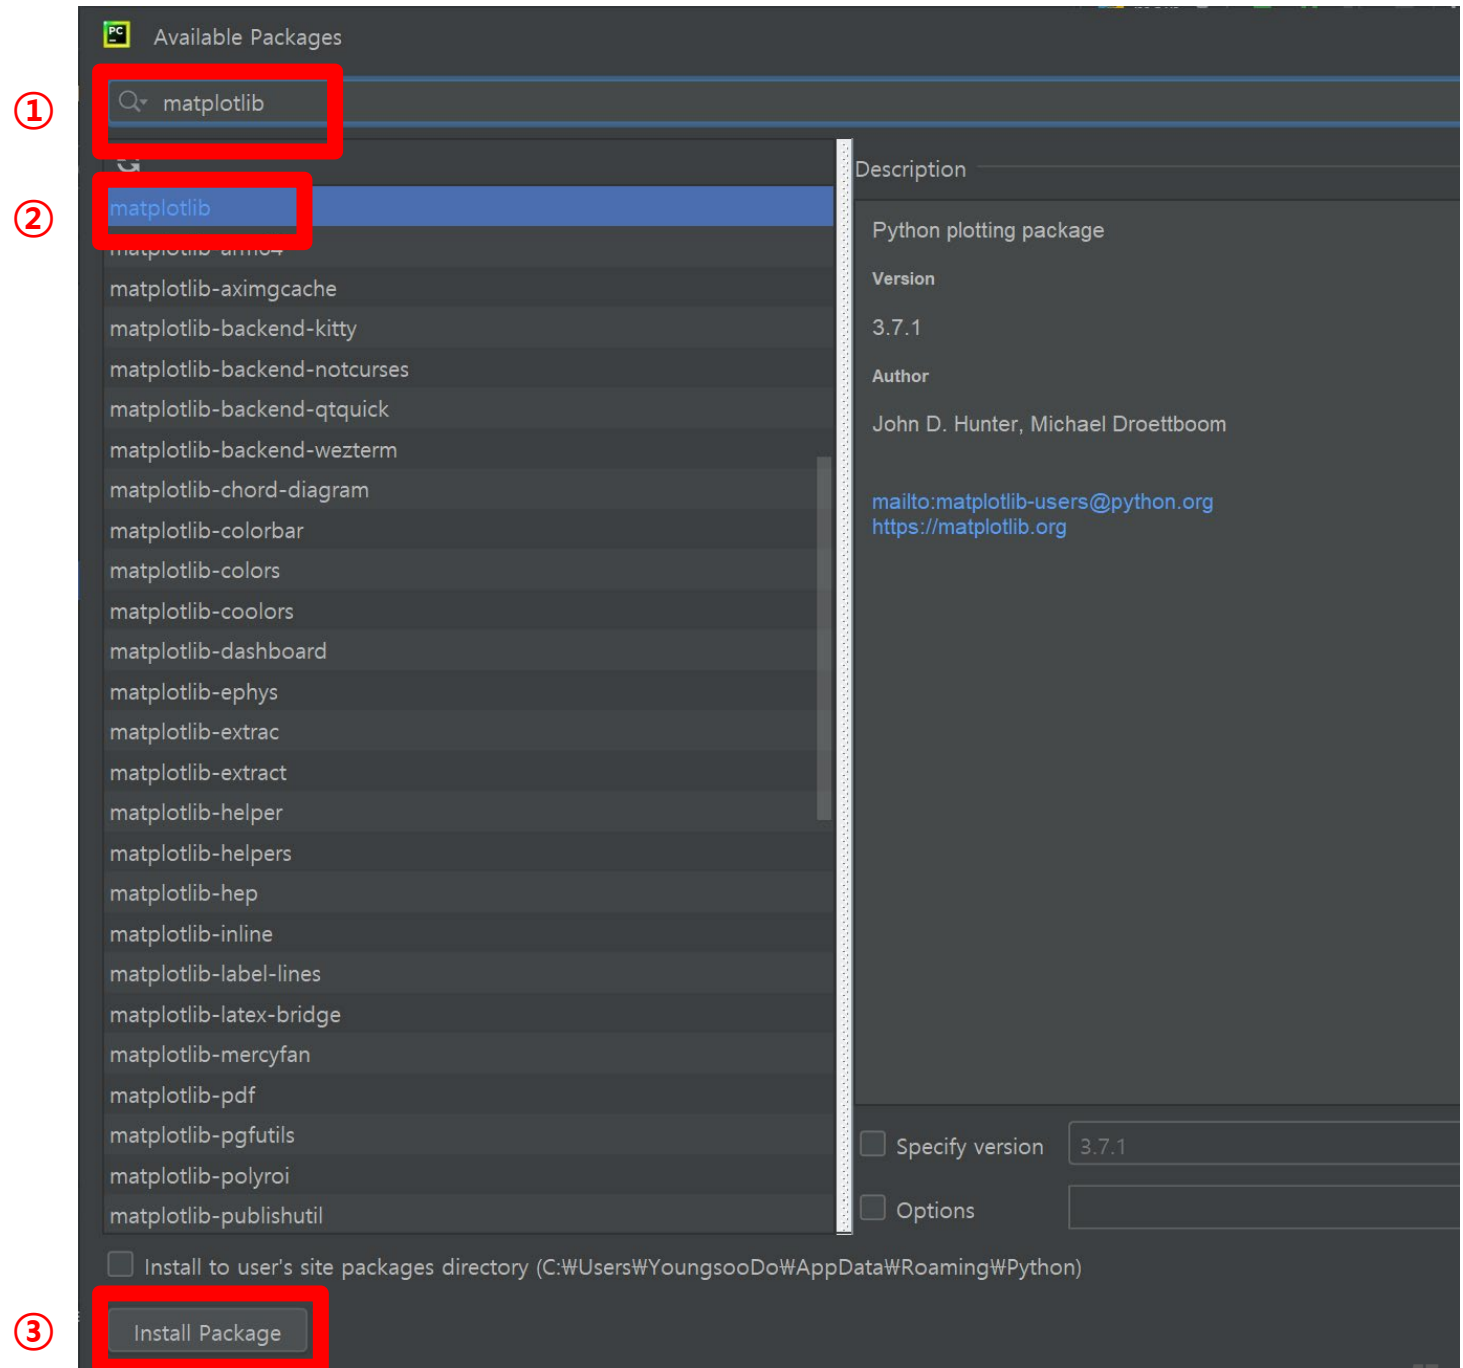 Available Packages
① matplotlib
② matplotlib
matplotlib-aximgcache
matplotlib-backend-kitty
matplotlib-backend-notcurses
matplotlib-backend-qtquick
matplotlib-backend-wezterm
matplotlib-chord-diagram
matplotlib-colorbar
matplotlib-colors
matplotlib-coolors
matplotlib-dashboard
matplotlib-ephys
matplotlib-extrac
matplotlib-extract
matplotlib-helper
matplotlib-helpers
matplotlib-hep
matplotlib-inline
matplotlib-label-lines
matplotlib-latex-bridge
matplotlib-mercyfan
matplotlib-pdf
matplotlib-pgfutils
matplotlib-polyroi
matplotlib-publishutil
Description
Python plotting package
Version
3.7.1
Author
John D. Hunter, Michael Droettboom
mailto:matplotlib-users@python.org
https://matplotlib.org
Specify version 3.7.1
Options
Install to user's site packages directory (C:₩Users₩YoungsooDo₩AppData₩Roaming₩Python)
③ Install Package